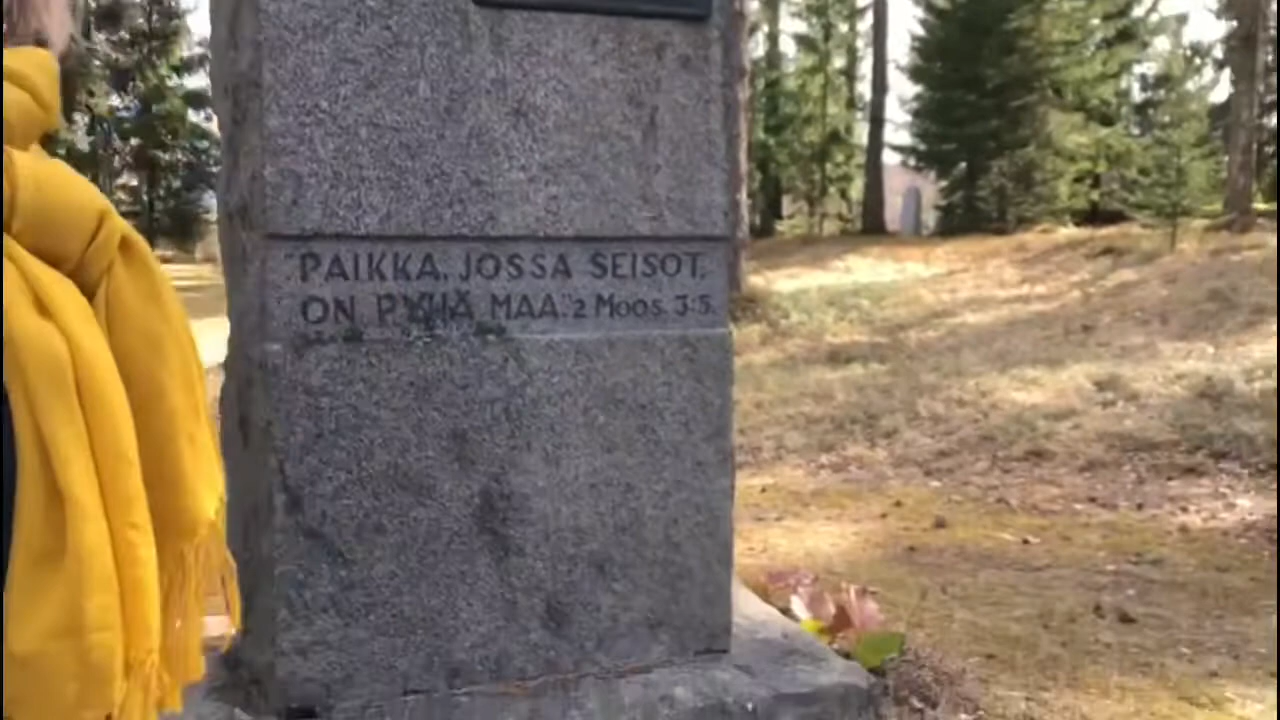 "PAIKKA, JOSSA SEISOT,
ON PYHÄ MAA." 2 Moos. 3:5.